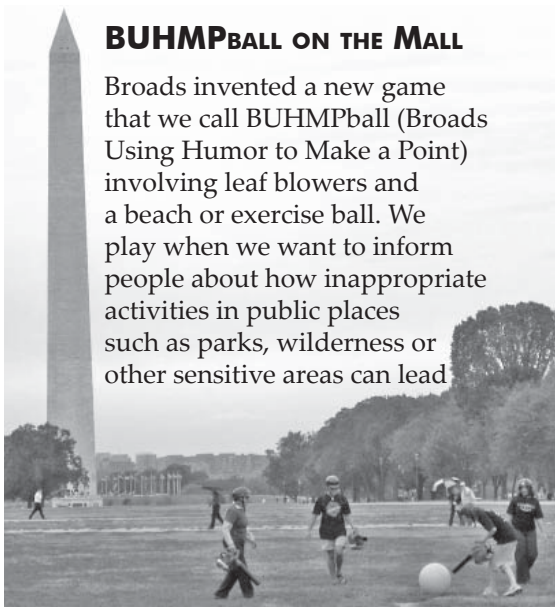 BUHMPBALL ON THE MALL
Broads invented a new game
that we call BUHMPball (Broads
Using Humor to Make a Point)
involving leaf blowers and
a beach or exercise ball. We
play when we want to inform
people about how inappropriate
activities in public places
such as parks, wilderness or
other sensitive areas can lead